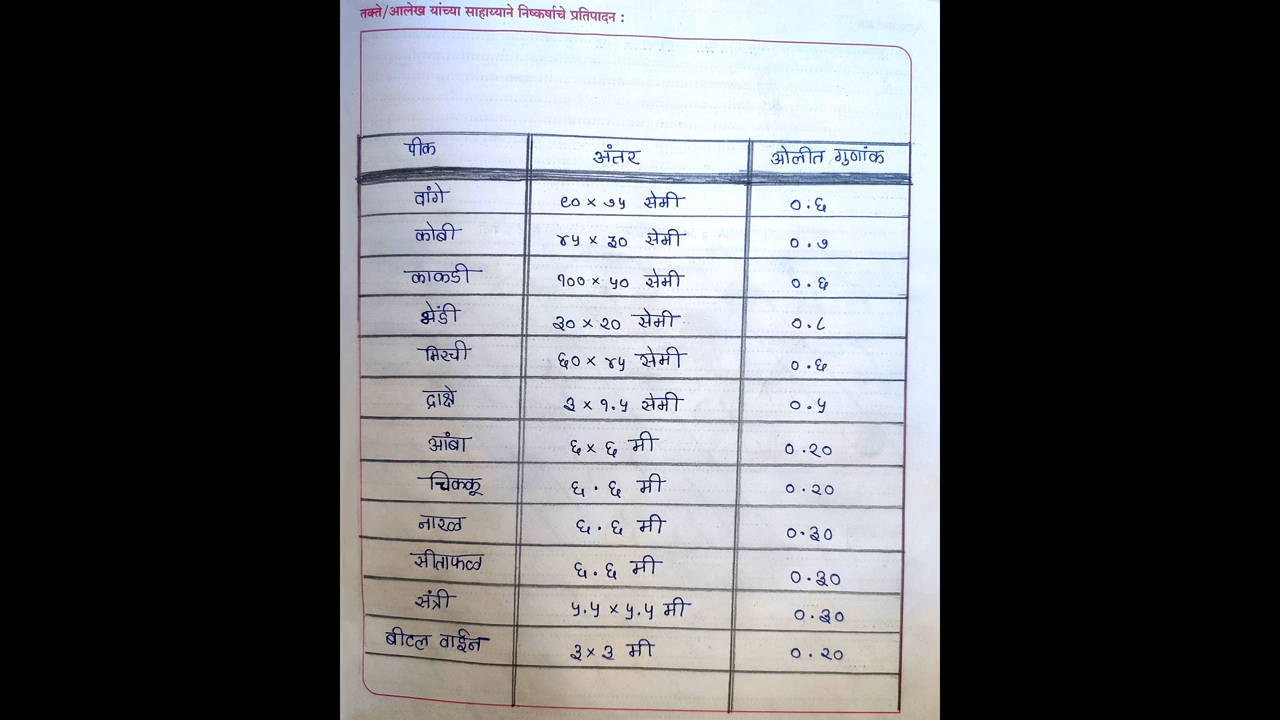 तक्ते/आलेख यांच्या साहाय्याने निष्कर्षाचे प्रतिपादन :
पीक अंतर ओलीत गुणांक
वांगे ९० × ७५ सेमी ०.६
कोबी ४५ × ३० सेमी ०.७
काकडी १०० × ५० सेमी ०.६
भेंडी ३० × २० सेमी ०.८
मिरची ६० × ४५ सेमी ०.६
द्राक्षे ३ × १.५ सेमी ०.५
आंबा ६ × ६ मी ०.२०
चिक्कू ६.६ मी ०.२०
नारळ ६.६ मी ०.३०
सीताफळ ६.६ मी ०.३०
संत्री ५.५ × ५.५ मी ०.३०
बीटल वाईन ३ × ३ मी ०.२०